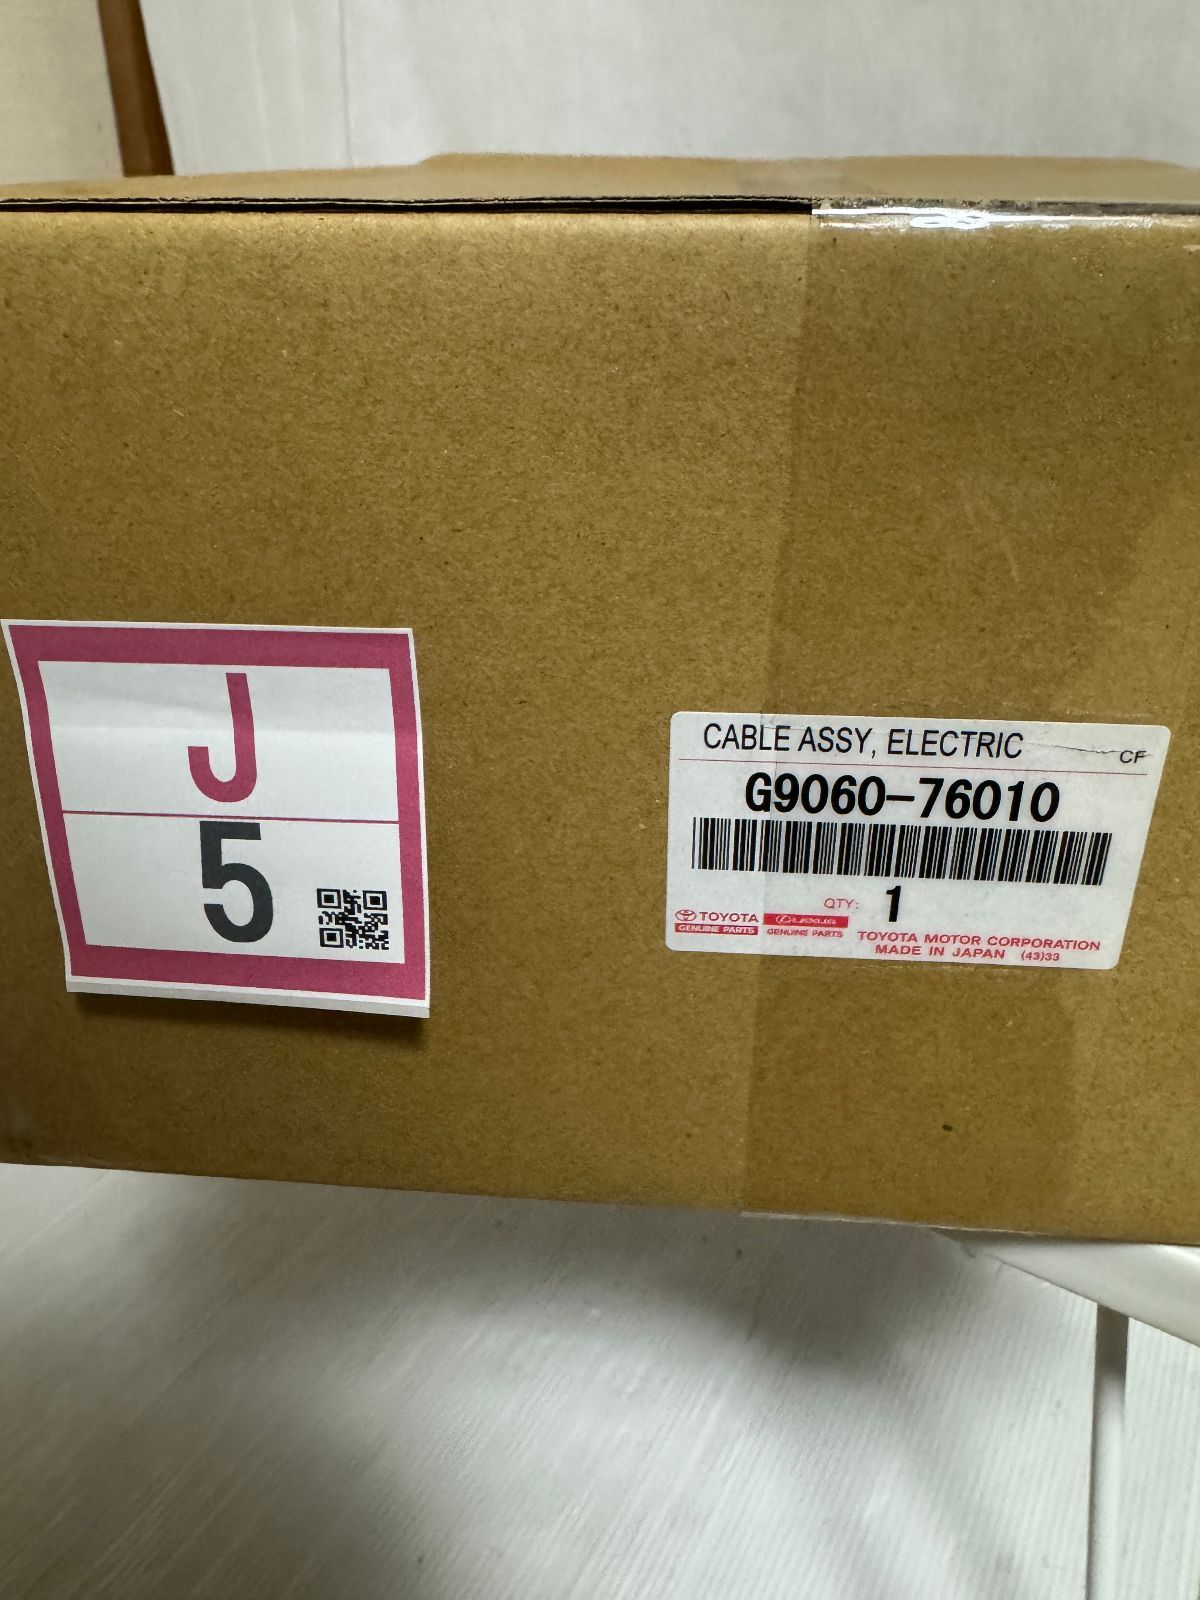 J
5
CABLE ASSY, ELECTRIC
CF
G9060-76010
QTY: 1
TOYOTA
GENUINE PARTS
LEXUS
GENUINE PARTS
TOYOTA MOTOR CORPORATION
MADE IN JAPAN (43)33